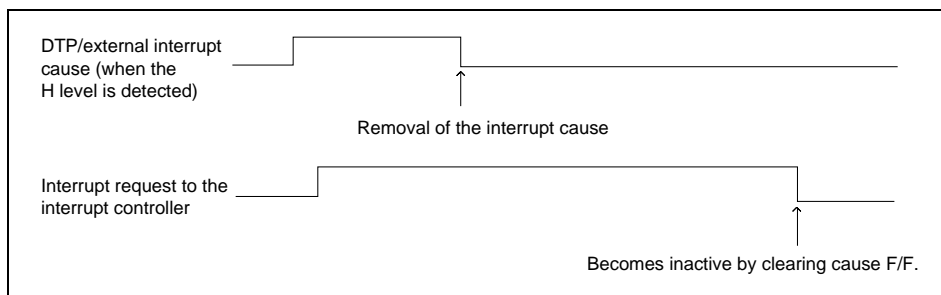 DTP/external interrupt
cause (when the
H level is detected)
Removal of the interrupt cause
Interrupt request to the
interrupt controller
Becomes inactive by clearing cause F/F.